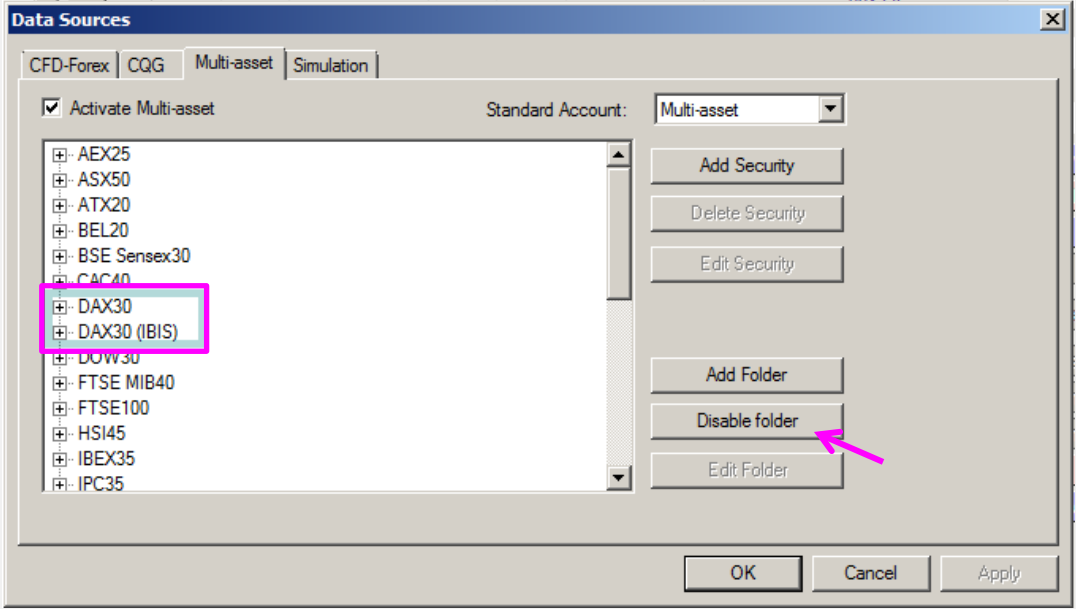 Data Sources
CFD-Forex CQG Multi-asset Simulation
Activate Multi-asset Standard Account: Multi-asset
AEX25
ASX50
ATX20
BEL20
BSE Sensex30
CAC40
DAX30
DAX30 (IBIS)
DOW30
FTSE MIB40
FTSE100
HSI45
IBEX35
IPC35
Add Security
Delete Security
Edit Security
Add Folder
Disable folder
Edit Folder
OK Cancel Apply